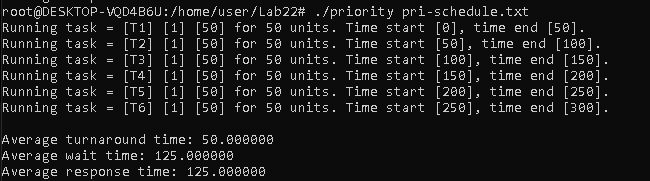 root@DESKTOP-VQD4B6U:/home/user/Lab22# ./priority pri-schedule.txt
Running task = [T1] [1] [50] for 50 units. Time start [0], time end [50].
Running task = [T2] [1] [50] for 50 units. Time start [50], time end [100].
Running task = [T3] [1] [50] for 50 units. Time start [100], time end [150].
Running task = [T4] [1] [50] for 50 units. Time start [150], time end [200].
Running task = [T5] [1] [50] for 50 units. Time start [200], time end [250].
Running task = [T6] [1] [50] for 50 units. Time start [250], time end [300].
Average turnaround time: 50.000000
Average wait time: 125.000000
Average response time: 125.000000